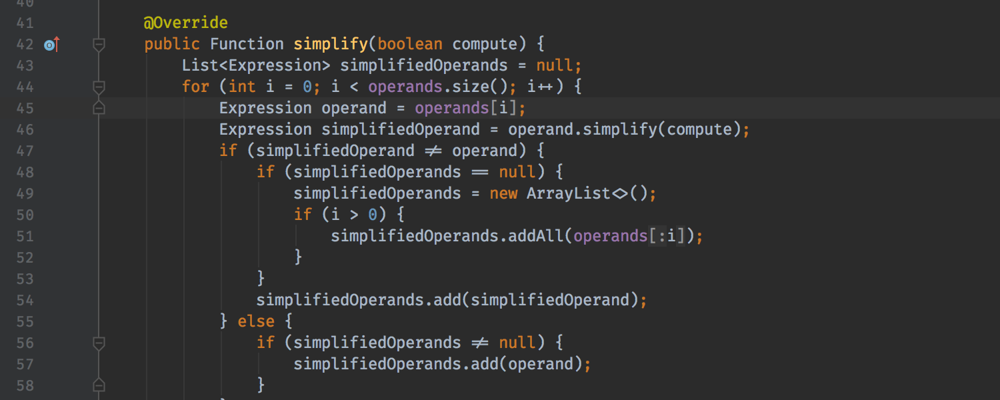 40
41 @Override
42 public Function simplify(boolean compute) {
43 List<Expression> simplifiedOperands = null;
44 for (int i = 0; i < operands.size(); i++) {
45 Expression operand = operands[i];
46 Expression simplifiedOperand = operand.simplify(compute);
47 if (simplifiedOperand ≠ operand) {
48 if (simplifiedOperands == null) {
49 simplifiedOperands = new ArrayList<>();
50 if (i > 0) {
51 simplifiedOperands.addAll(operands[:i]);
52 }
53 }
54 simplifiedOperands.add(simplifiedOperand);
55 } else {
56 if (simplifiedOperands ≠ null) {
57 simplifiedOperands.add(operand);
58 }